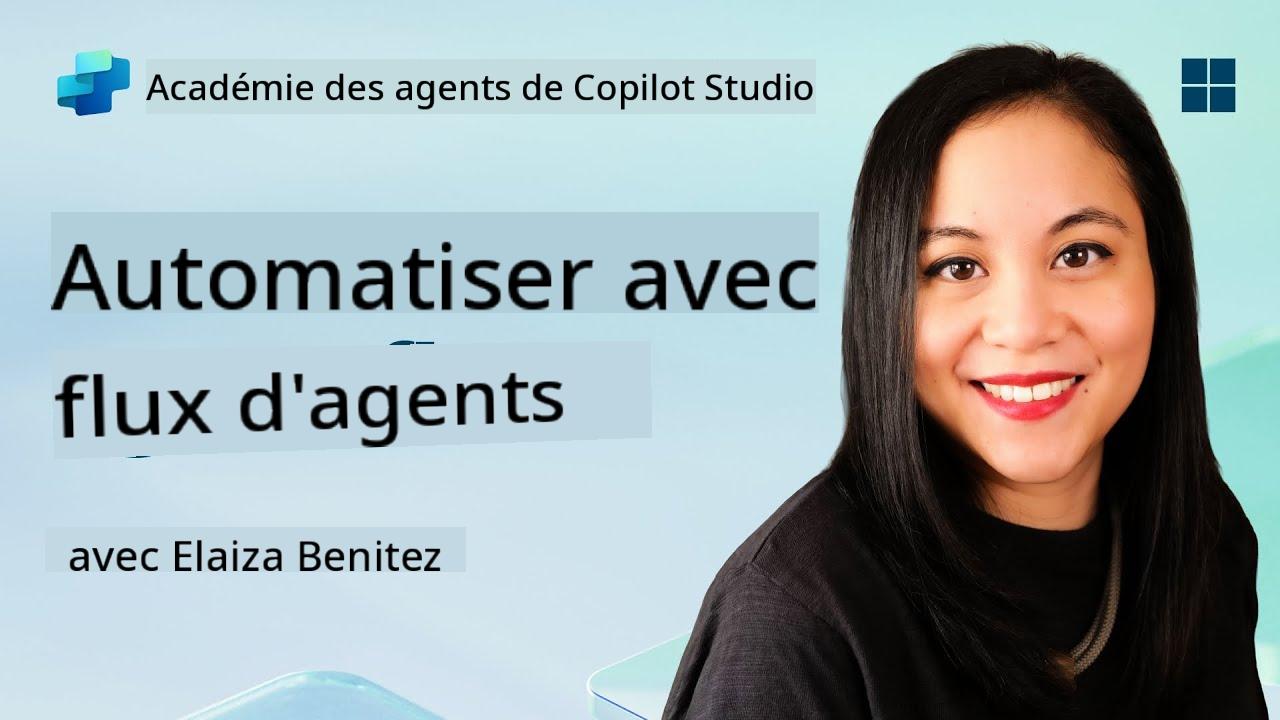 Académie des agents de Copilot Studio
Automatiser avec
flux d'agents
avec Elaiza Benitez